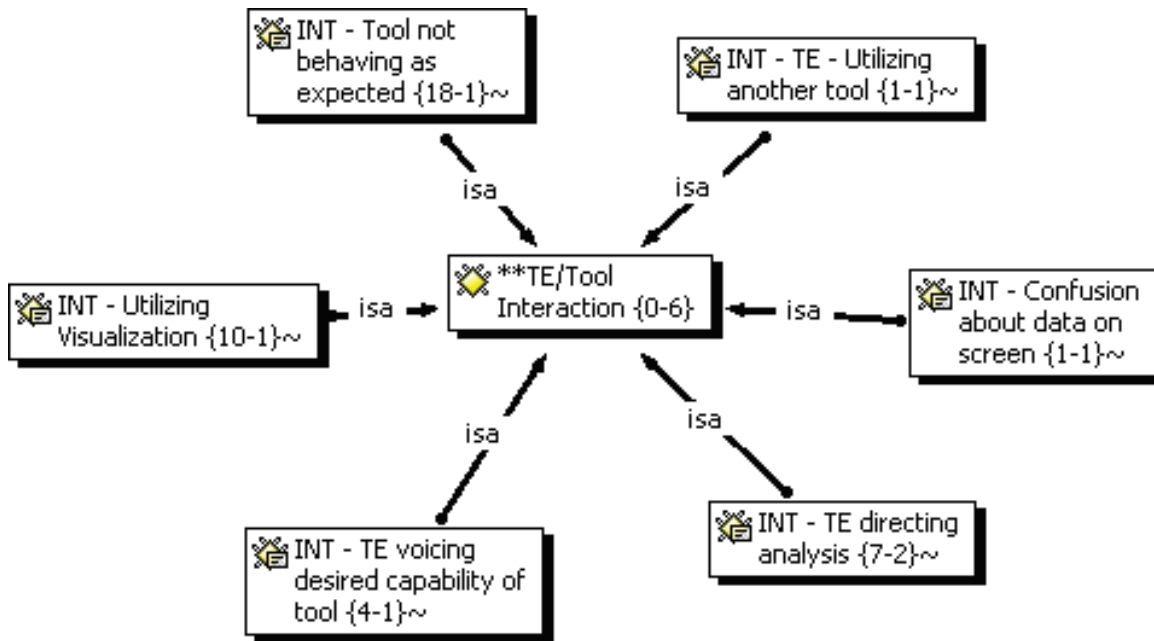 INT - Tool not
behaving as
expected {18-1}~
INT - TE - Utilizing
another tool {1-1}~
isa
isa
**TE/Tool
Interaction {0-6}
INT - Utilizing
Visualization {10-1}~
isa
isa
INT - Confusion
about data on
screen {1-1}~
isa
isa
INT - TE voicing
desired capability of
tool {4-1}~
INT - TE directing
analysis {7-2}~